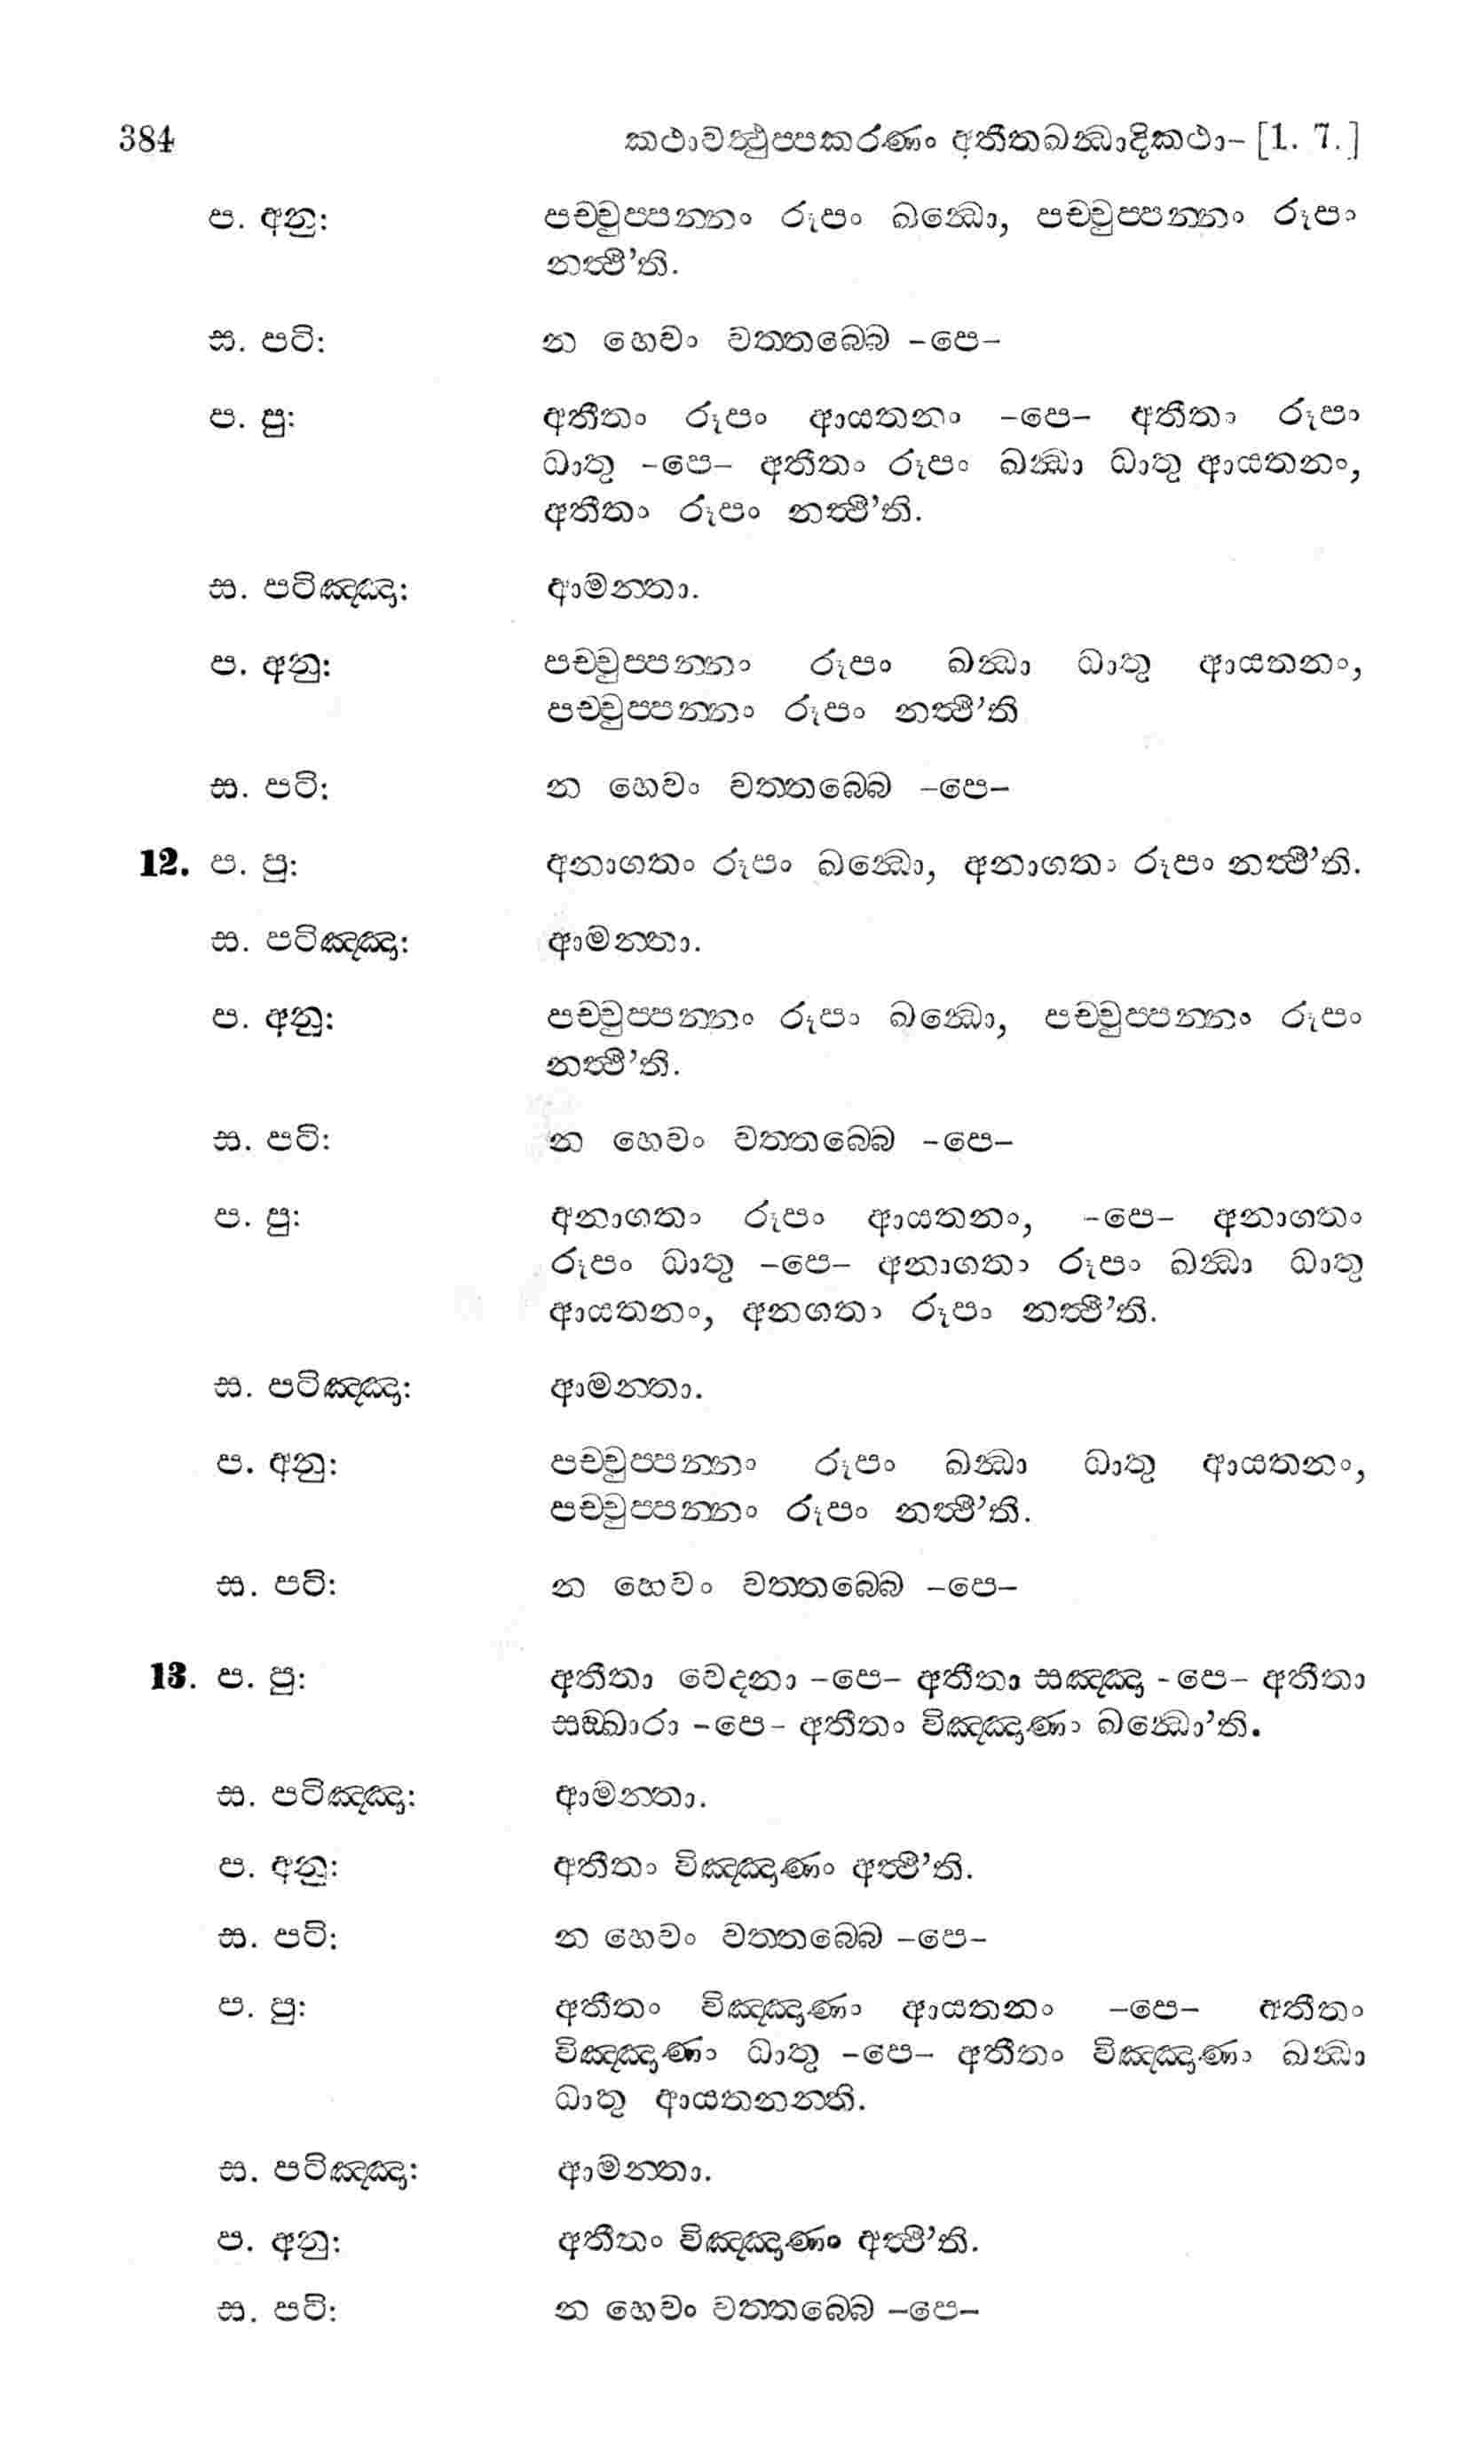 384 කථාවත්ථුප්පකරණං අතීතඛන්ධාදිකථා– [1. 7.]
ප. අනු: පච්චුප්පන්නං රූපං ඛන්ධො, පච්චුප්පන්නං රූපං
නත්ථී’ති.
ස. පටි: න හෙවං වත්තබ්බෙ –පෙ–
ප. පු: අතීතං රූපං ආයතනං –පෙ– අතීතං රූපං
ධාතු –පෙ– අතීතං රූපං ඛන්ධා ධාතු ආයතනං,
අතීතං රූපං නත්ථී’ති.
ස. පටිඤ්ඤා: ආමන්තා.
ප. අනු: පච්චුප්පන්නං රූපං ඛන්ධා ධාතු ආයතනං,
පච්චුප්පන්නං රූපං නත්ථී’ති
ස. පටි: න හෙවං වත්තබ්බෙ –පෙ–
12. ප. පු: අනාගතං රූපං ඛන්ධො, අනාගතං රූපං නත්ථී’ති.
ස. පටිඤ්ඤා: ආමන්තා.
ප. අනු: පච්චුප්පන්නං රූපං ඛන්ධො, පච්චුප්පන්නං රූපං
නත්ථී’ති.
ස. පටි: න හෙවං වත්තබ්බෙ –පෙ–
ප. පු: අනාගතං රූපං ආයතනං, –පෙ– අනාගතං
රූපං ධාතු –පෙ– අනාගතං රූපං ඛන්ධා ධාතු
ආයතනං, අනගතං රූපං නත්ථී’ති.
ස. පටිඤ්ඤා: ආමන්තා.
ප. අනු: පච්චුප්පන්නං රූපං ඛන්ධා ධාතු ආයතනං,
පච්චුප්පන්නං රූපං නත්ථී’ති.
ස. පටි: න හෙවං වත්තබ්බෙ –පෙ–
13. ප. පු: අතීතා වෙදනා –පෙ– අතීතා සඤ්ඤා –පෙ– අතීතා
සඞ්ඛාරා –පෙ– අතීතං විඤ්ඤාණං ඛන්ධො’ති.
ස. පටිඤ්ඤා: ආමන්තා.
ප. අනු: අතීතං විඤ්ඤාණං අත්ථී’ති.
ස. පටි: න හෙවං වත්තබ්බෙ –පෙ–
ප. පු: අතීතං විඤ්ඤාණං ආයතනං –පෙ– අතීතං
විඤ්ඤාණං ධාතු –පෙ– අතීතං විඤ්ඤාණං ඛන්ධා
ධාතු ආයතනන්ති.
ස. පටිඤ්ඤා: ආමන්තා.
ප. අනු: අතීතං විඤ්ඤාණං අත්ථී’ති.
ස. පටි: න හෙවං වත්තබ්බෙ –පෙ–